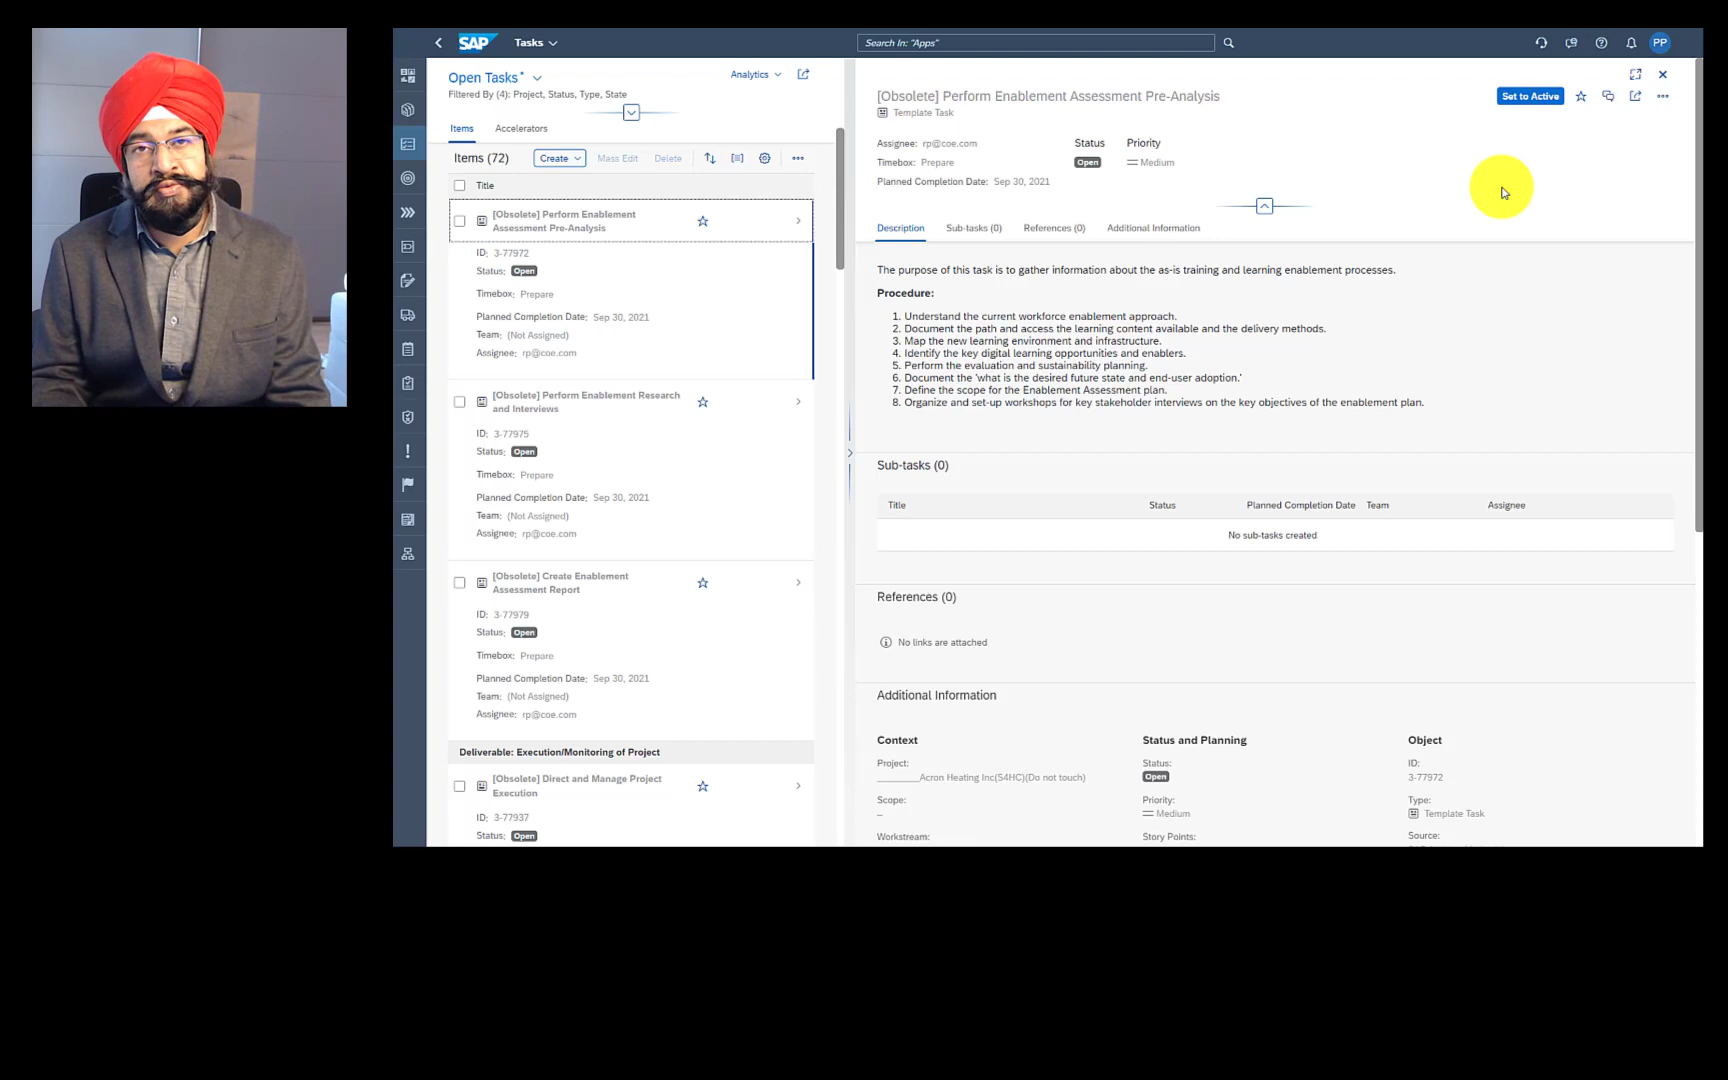 SAP
Tasks
Search In: "Apps"
PP
Open Tasks*
Analytics
Filtered By (4): Project, Status, Type, State
Items
Accelerators
Items (72)
Create
Mass Edit
Delete
Title
[Obsolete] Perform Enablement
Assessment Pre-Analysis
ID: 3-77972
Status: Open
Timebox: Prepare
Planned Completion Date: Sep 30, 2021
Team: (Not Assigned)
Assignee: rp@coe.com
[Obsolete] Perform Enablement Research
and Interviews
ID: 3-77975
Status: Open
Timebox: Prepare
Planned Completion Date: Sep 30, 2021
Team: (Not Assigned)
Assignee: rp@coe.com
[Obsolete] Create Enablement
Assessment Report
ID: 3-77979
Status: Open
Timebox: Prepare
Planned Completion Date: Sep 30, 2021
Team: (Not Assigned)
Assignee: rp@coe.com
Deliverable: Execution/Monitoring of Project
[Obsolete] Direct and Manage Project
Execution
ID: 3-77937
Status: Open
[Obsolete] Perform Enablement Assessment Pre-Analysis
Set to Active
Template Task
Assignee: rp@coe.com
Status
Priority
Timebox: Prepare
Open
Medium
Planned Completion Date: Sep 30, 2021
Description
Sub-tasks (0)
References (0)
Additional Information
The purpose of this task is to gather information about the as-is training and learning enablement processes.
Procedure:
1. Understand the current workforce enablement approach.
2. Document the path and access the learning content available and the delivery methods.
3. Map the new learning environment and infrastructure.
4. Identify the key digital learning opportunities and enablers.
5. Perform the evaluation and sustainability planning.
6. Document the 'what is the desired future state and end-user adoption.'
7. Define the scope for the Enablement Assessment plan.
8. Organize and set-up workshops for key stakeholder interviews on the key objectives of the enablement plan.
Sub-tasks (0)
Title
Status
Planned Completion Date
Team
Assignee
No sub-tasks created
References (0)
No links are attached
Additional Information
Context
Status and Planning
Object
Project:
Status:
ID:
________Acron Heating Inc(S4HC)(Do not touch)
Open
3-77972
Scope:
Priority:
Type:
–
Medium
Template Task
Workstream:
Story Points:
Source: